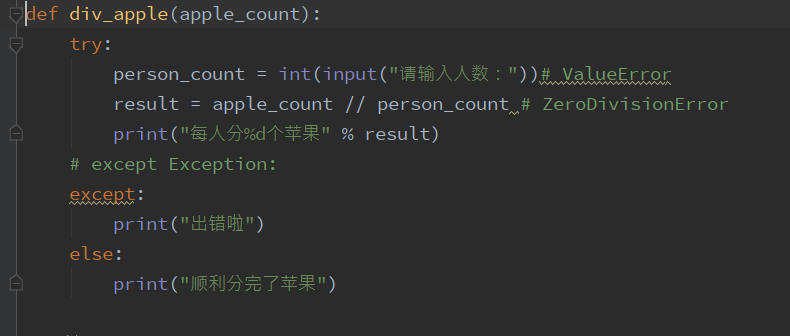 def div_apple(apple_count):
    try:
        person_count = int(input("请输入人数："))# ValueError
        result = apple_count // person_count # ZeroDivisionError
        print("每人分%d个苹果" % result)
    # except Exception:
    except:
        print("出错啦")
    else:
        print("顺利分完了苹果")